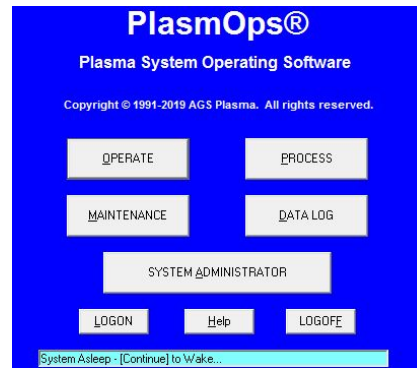 PlasmOps®
Plasma System Operating Software
Copyright © 1991-2019 AGS Plasma. All rights reserved.
OPERATE
PROCESS
MAINTENANCE
DATA LOG
SYSTEM ADMINISTRATOR
LOGON
Help
LOGOFF
System Asleep - [Continue] to Wake...